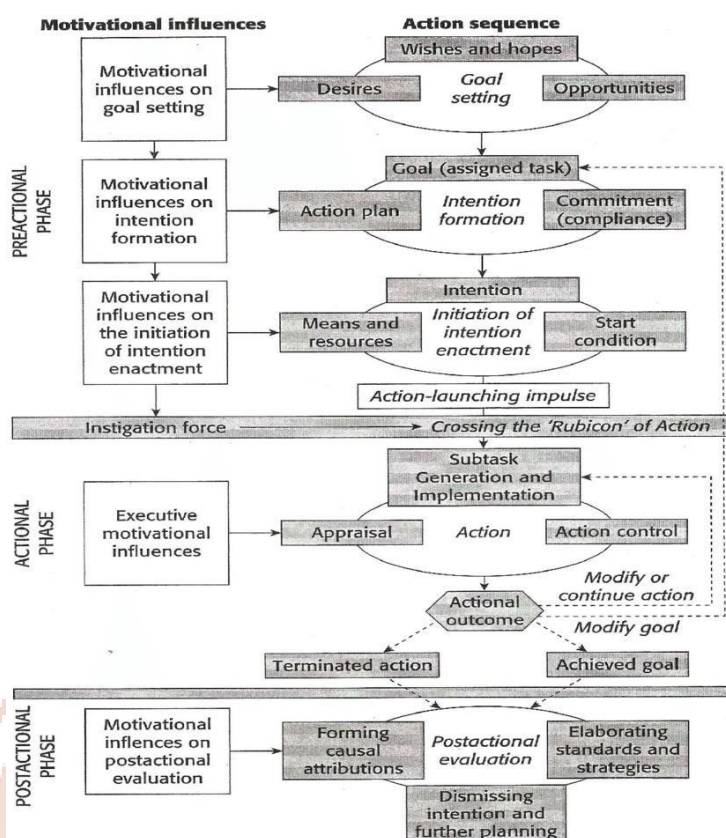 Motivational influences
Action sequence
Wishes and hopes
Motivational
influences on
goal setting
Desires
Goal
setting
Opportunities
PREACTIONAL
PHASE
Goal (assigned task)
Motivational
influences on
intention
formation
Action plan
Intention
formation
Commitment
(compliance)
Intention
Motivational
influences on
the initiation
of intention
enactment
Means and
resources
Initiation of
intention
enactment
Start
condition
Action-launching impulse
Instigation force
Crossing the 'Rubicon' of Action
ACTIONAL
PHASE
Subtask
Generation and
Implementation
Executive
motivational
influences
Appraisal
Action
Action control
Modify or
continue action
Actional
outcome
Modify goal
Terminated action
Achieved goal
POSTACTIONAL
PHASE
Motivational
inflences on
postactional
evaluation
Forming
causal
attributions
Postactional
evaluation
Elaborating
standards and
strategies
Dismissing
intention and
further planning